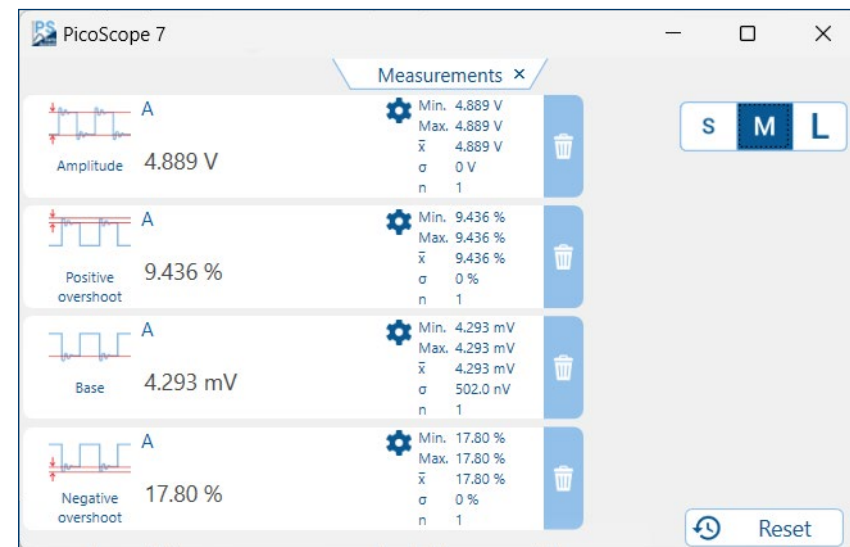 PS PicoScope 7
Measurements ×
A
Amplitude 4.889 V
Min. 4.889 V
Max. 4.889 V
x̄ 4.889 V
σ 0 V
n 1
A
Positive overshoot 9.436 %
Min. 9.436 %
Max. 9.436 %
x̄ 9.436 %
σ 0 %
n 1
A
Base 4.293 mV
Min. 4.293 mV
Max. 4.293 mV
x̄ 4.293 mV
σ 502.0 nV
n 1
A
Negative overshoot 17.80 %
Min. 17.80 %
Max. 17.80 %
x̄ 17.80 %
σ 0 %
n 1
S M L
Reset